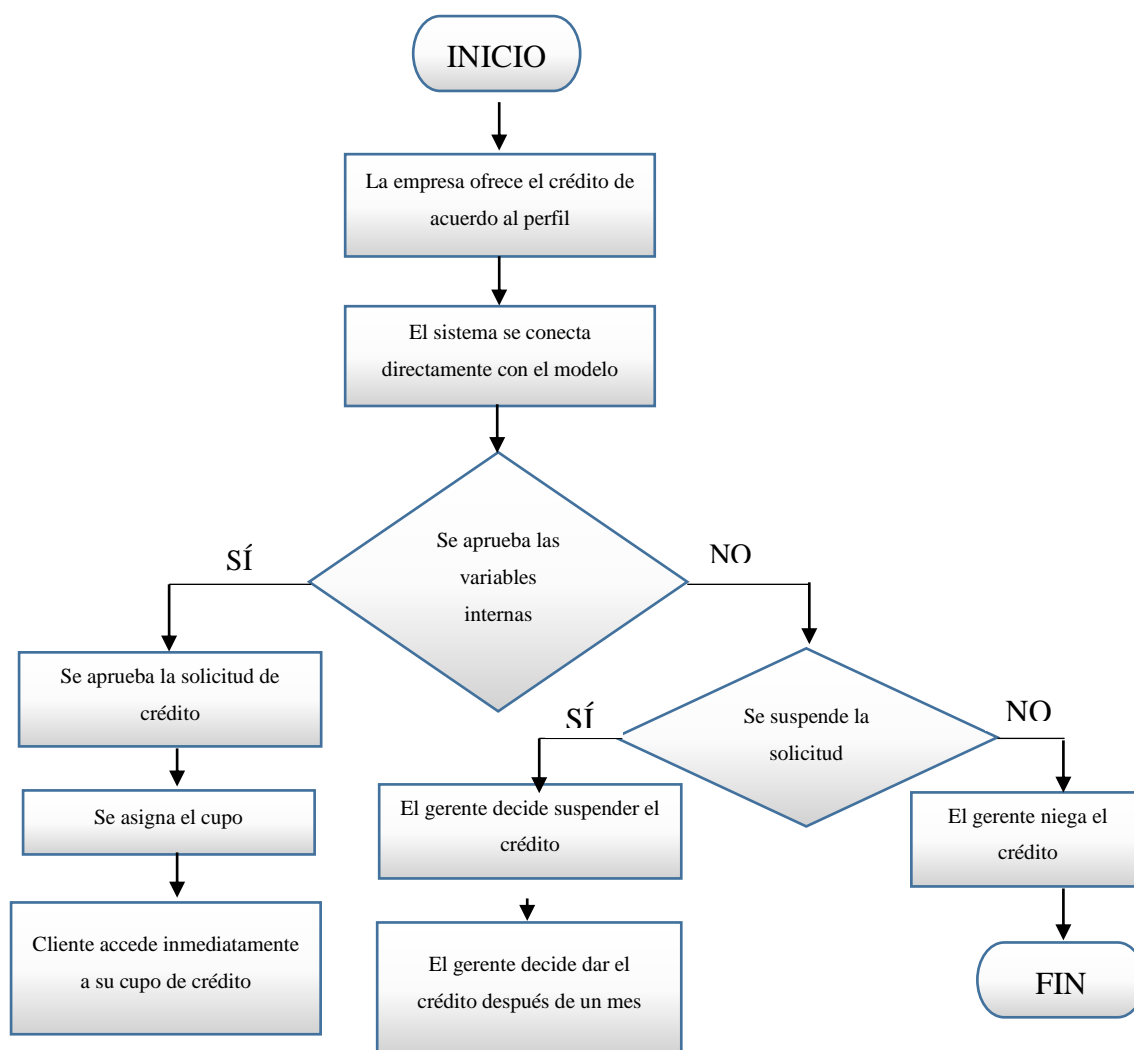 INICIO
La empresa ofrece el crédito de
acuerdo al perfil
El sistema se conecta
directamente con el modelo
Se aprueba las
variables
internas
SÍ
NO
Se aprueba la solicitud de
crédito
Se suspende la
solicitud
SÍ
NO
Se asigna el cupo
El gerente decide suspender el
crédito
El gerente niega el
crédito
Cliente accede inmediatamente
a su cupo de crédito
El gerente decide dar el
crédito después de un mes
FIN